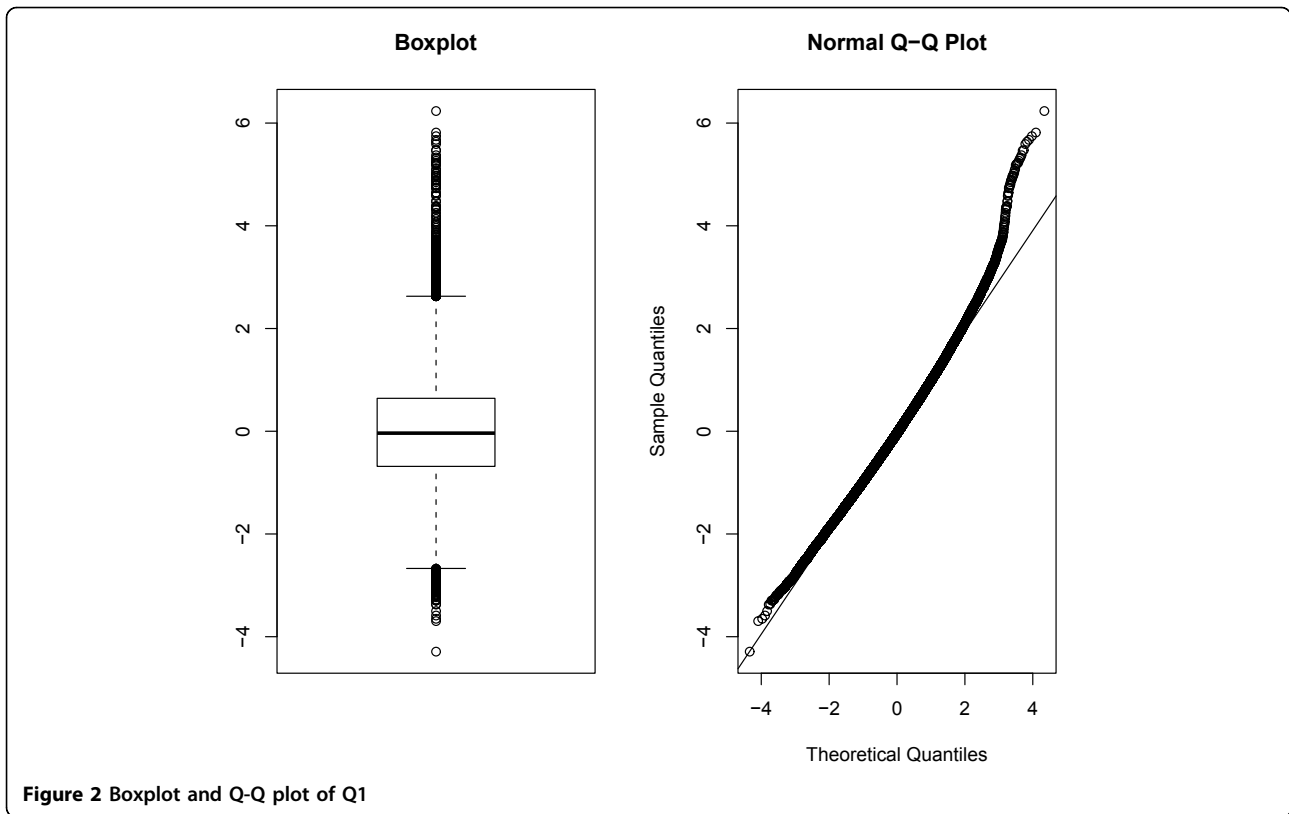 Boxplot
6
4
2
0
−2
−4
Normal Q−Q Plot
Sample Quantiles
6
4
2
0
−2
−4
−4 −2 0 2 4
Theoretical Quantiles
Figure 2 Boxplot and Q-Q plot of Q1